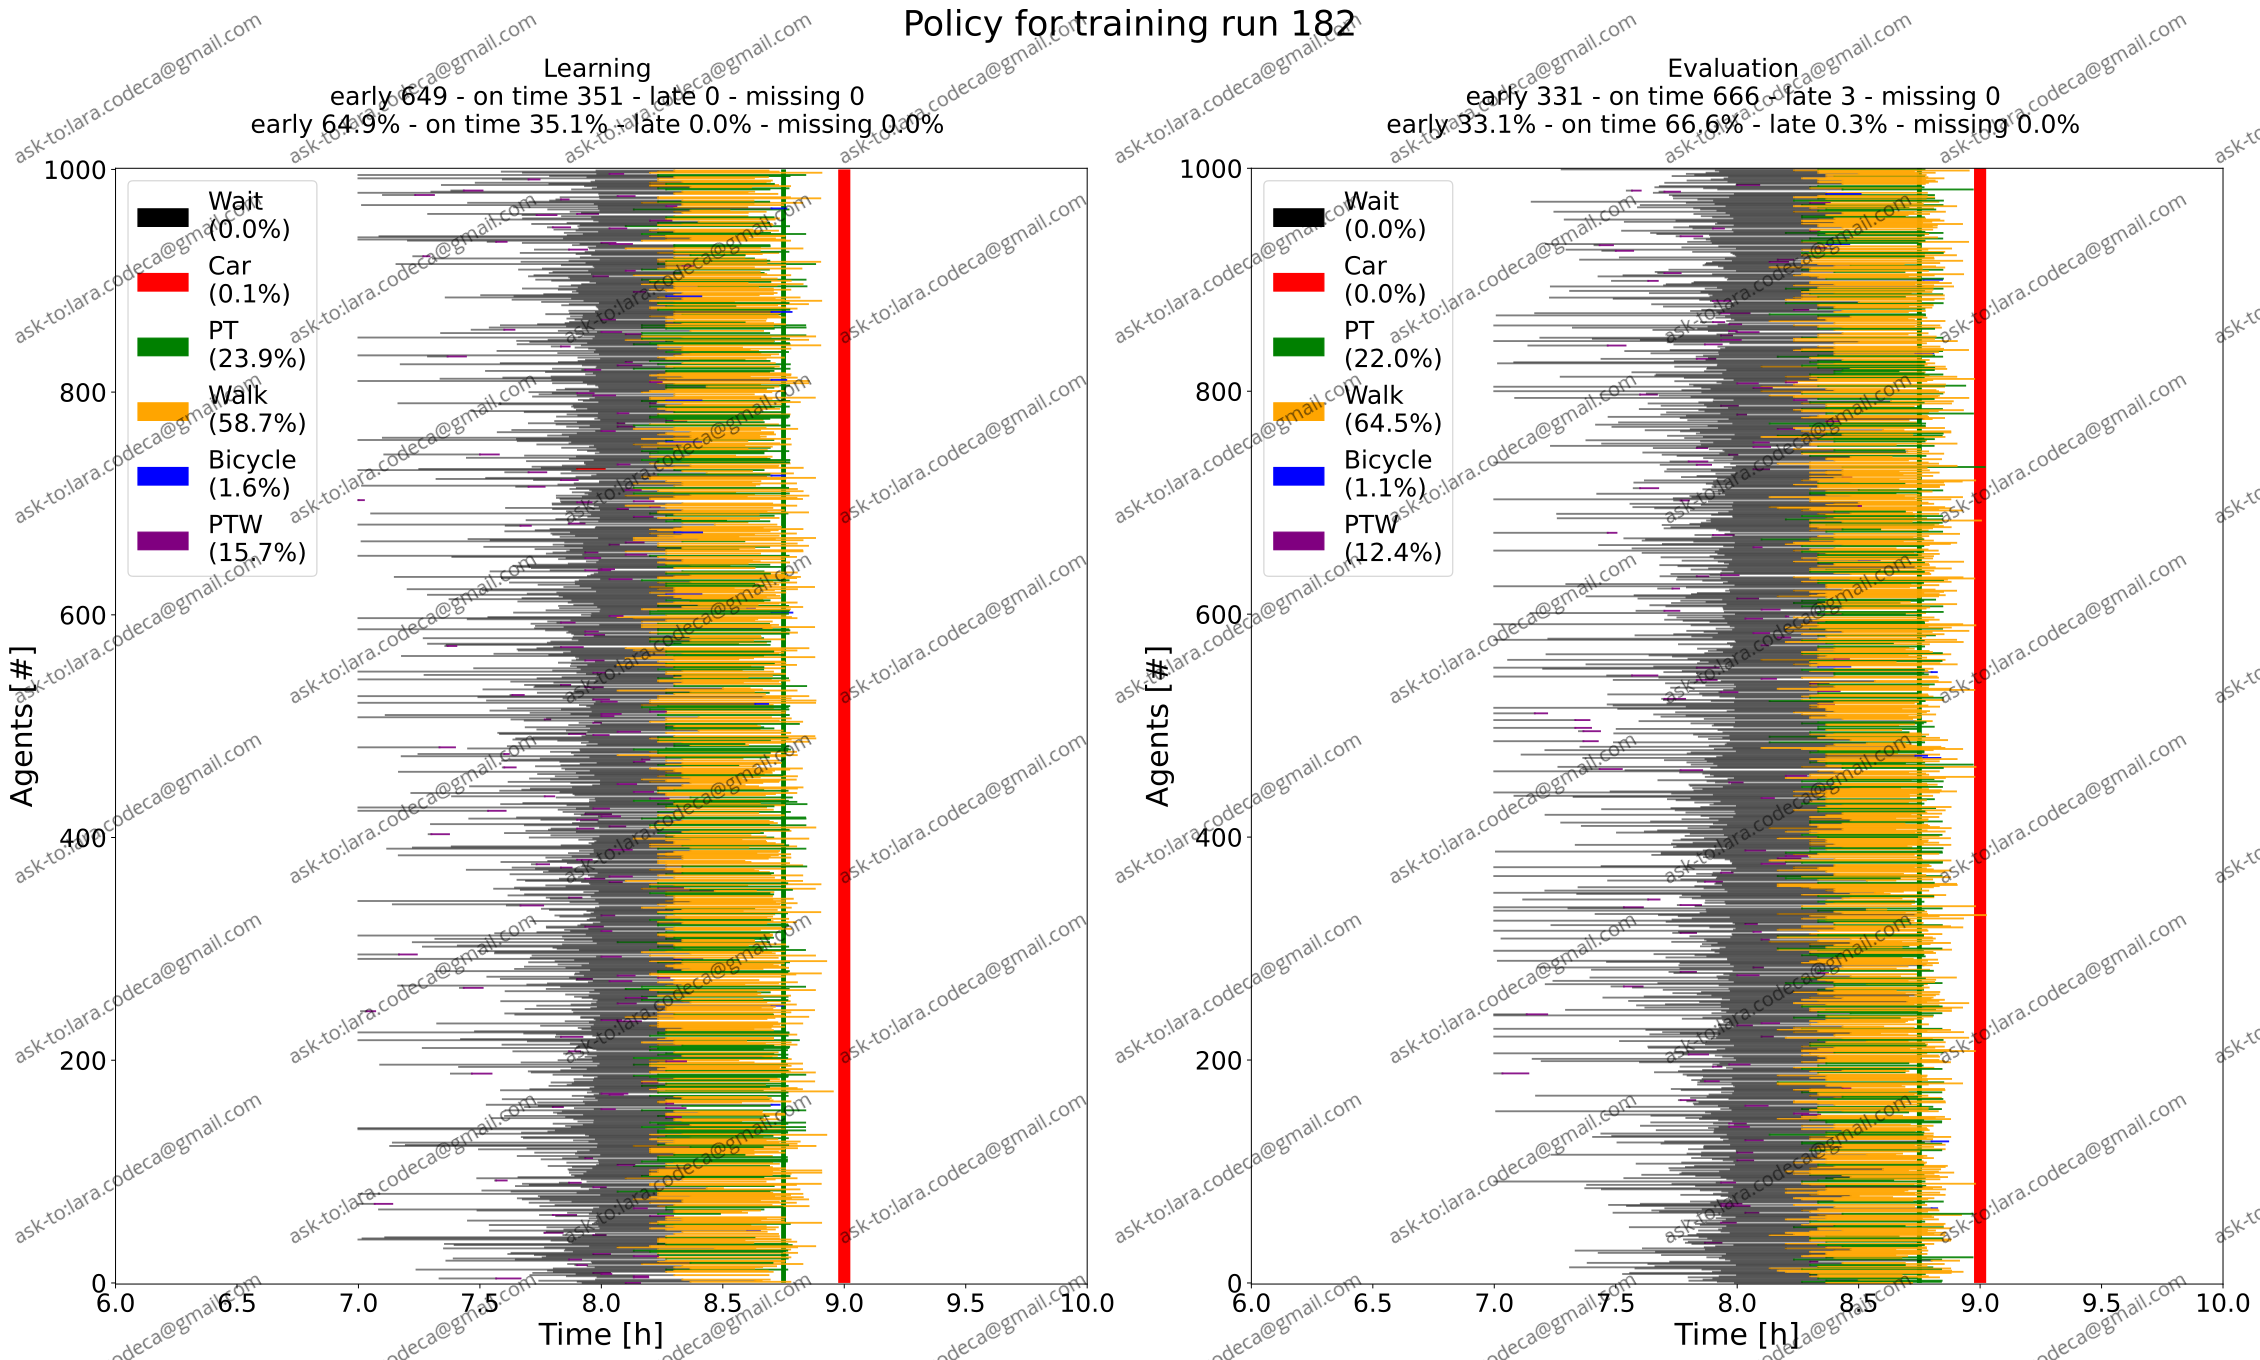 Policy for training run 182
Learning
early 649 - on time 351 - late 0 - missing 0
early 64.9% - on time 35.1% - late 0.0% - missing 0.0%
1000
800
600
400
200
0
Agents [#]
Wait
(0.0%)
Car
(0.1%)
PT
(23.9%)
Walk
(58.7%)
Bicycle
(1.6%)
PTW
(15.7%)
6.0 6.5 7.0 7.5 8.0 8.5 9.0 9.5 10.0
Time [h]
Evaluation
early 331 - on time 666 - late 3 - missing 0
early 33.1% - on time 66.6% - late 0.3% - missing 0.0%
1000
800
600
400
200
0
Agents [#]
Wait
(0.0%)
Car
(0.0%)
PT
(22.0%)
Walk
(64.5%)
Bicycle
(1.1%)
PTW
(12.4%)
6.0 6.5 7.0 7.5 8.0 8.5 9.0 9.5 10.0
Time [h]
ask-to:lara.codeca@gmail.com